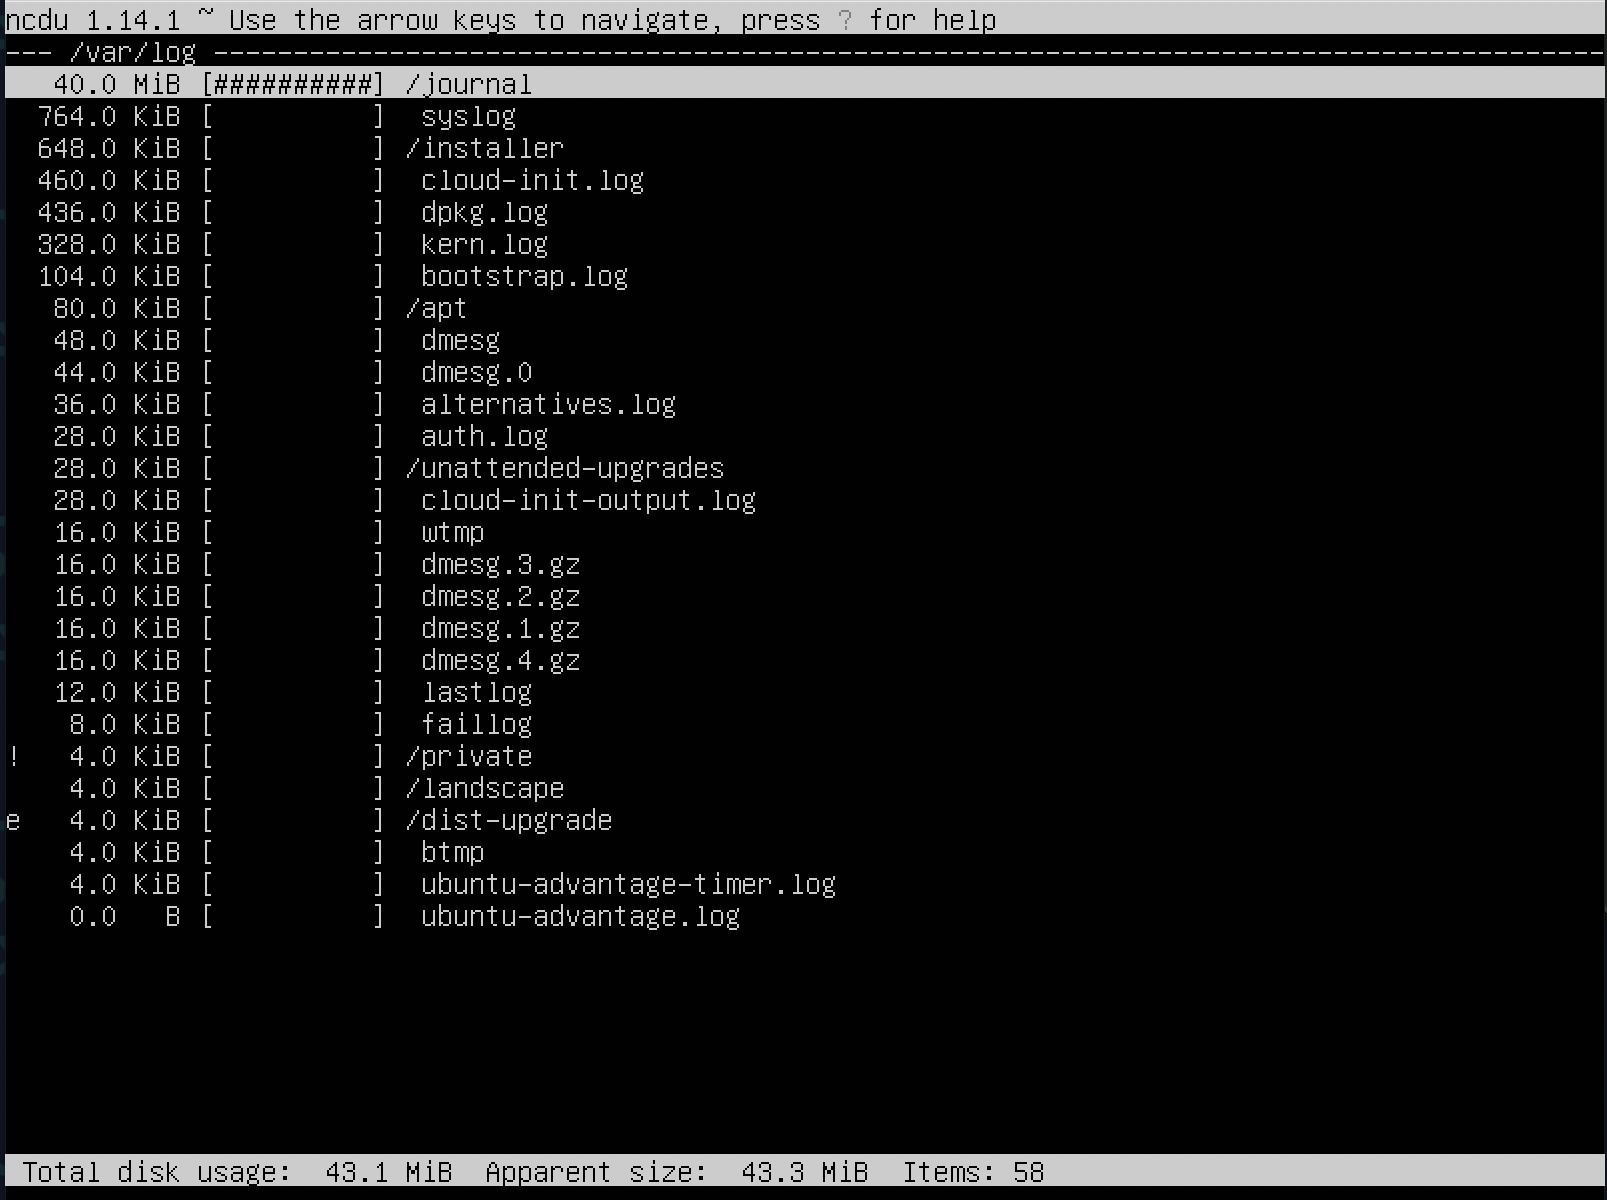 ncdu 1.14.1 ~ Use the arrow keys to navigate, press ? for help
--- /var/log ----------------------------------------------------------------------------------------
40.0 MiB [##########] /journal
764.0 KiB [          ]  syslog
648.0 KiB [          ] /installer
460.0 KiB [          ]  cloud-init.log
436.0 KiB [          ]  dpkg.log
328.0 KiB [          ]  kern.log
104.0 KiB [          ]  bootstrap.log
80.0 KiB [          ] /apt
48.0 KiB [          ]  dmesg
44.0 KiB [          ]  dmesg.0
36.0 KiB [          ]  alternatives.log
28.0 KiB [          ]  auth.log
28.0 KiB [          ] /unattended-upgrades
28.0 KiB [          ]  cloud-init-output.log
16.0 KiB [          ]  wtmp
16.0 KiB [          ]  dmesg.3.gz
16.0 KiB [          ]  dmesg.2.gz
16.0 KiB [          ]  dmesg.1.gz
16.0 KiB [          ]  dmesg.4.gz
12.0 KiB [          ]  lastlog
8.0 KiB [          ]  faillog
! 4.0 KiB [          ] /private
4.0 KiB [          ] /landscape
e 4.0 KiB [          ] /dist-upgrade
4.0 KiB [          ]  btmp
4.0 KiB [          ]  ubuntu-advantage-timer.log
0.0   B [          ]  ubuntu-advantage.log
Total disk usage:  43.1 MiB  Apparent size:  43.3 MiB  Items: 58